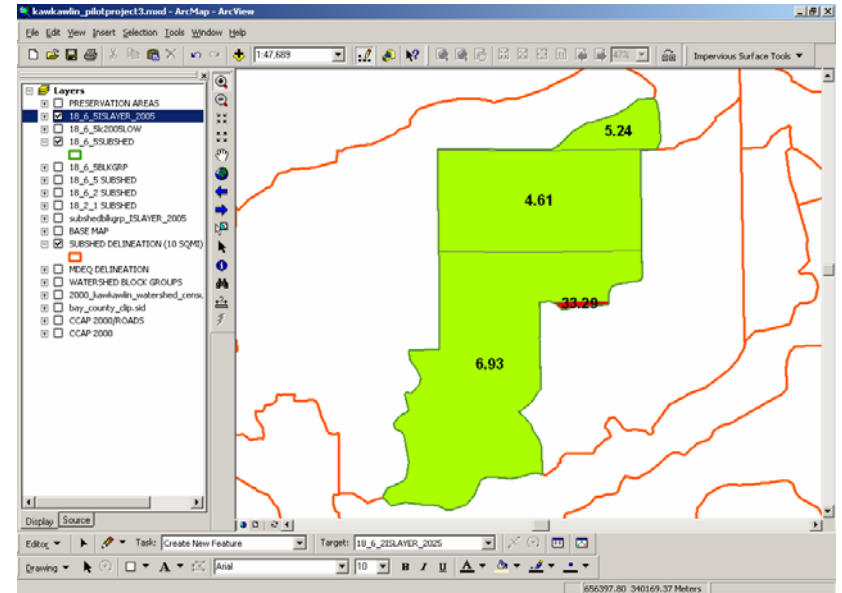 kawkawlin_pilotproject3.mxd - ArcMap - ArcView
File Edit View Insert Selection Tools Window Help
1:47,689
47%
Impervious Surface Tools
Layers
PRESERVATION AREAS
18_6_5ISLAYER_2005
18_6_5lc2005LOW
18_6_5SUBSHED
18_6_5BLKGRP
18_6_5 SUBSHED
18_6_2 SUBSHED
18_2_1 SUBSHED
subshedblkgrp_ISLAYER_2005
BASE MAP
SUBSHED DELINEATION (10 SQMI)
MDEQ DELINEATION
WATERSHED BLOCK GROUPS
2000_kawkawlin_watershed_censu
bay_county_clip.sid
CCAP 2000/ROADS
CCAP 2000
5.24
4.61
33.29
6.93
Display Source
Editor Task: Create New Feature Target: 18_6_2ISLAYER_2025
Drawing A Arial 10 B I U A
656397.80 340169.37 Meters